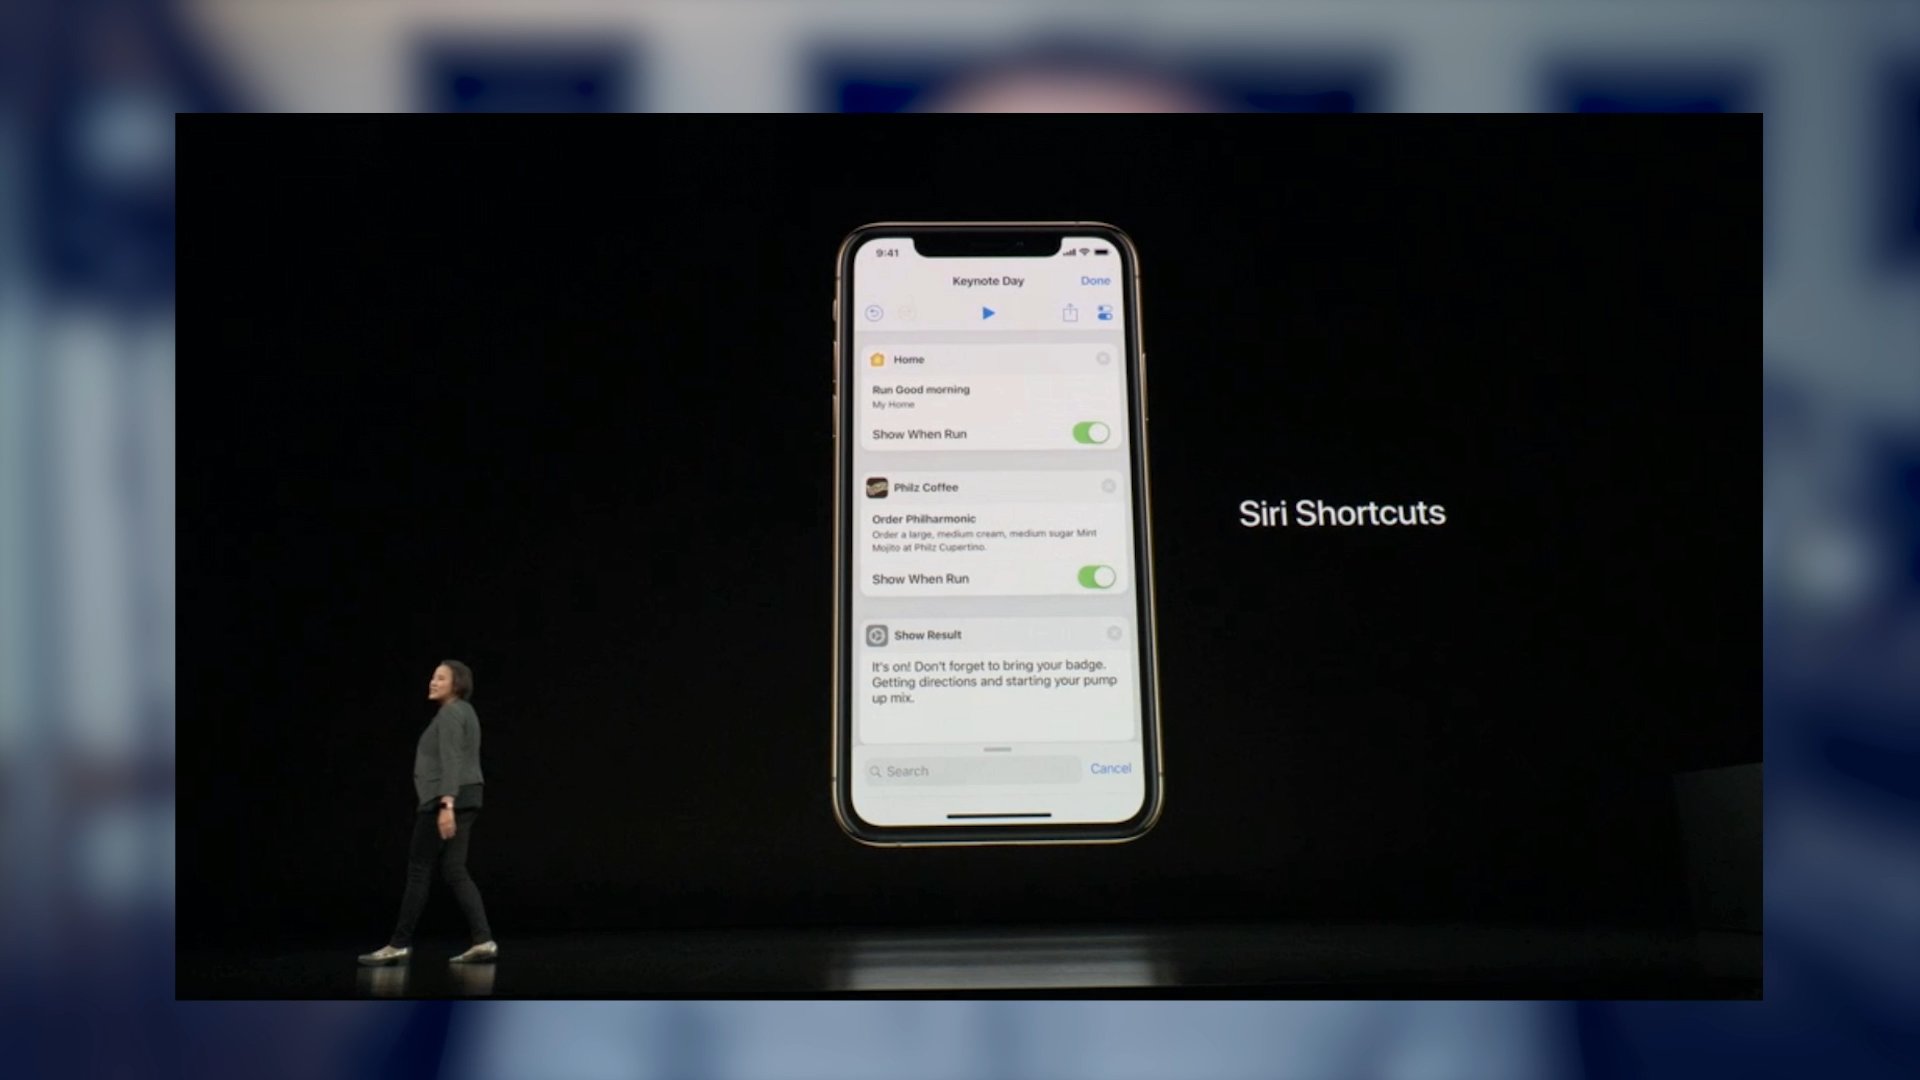 9:41
Keynote Day
Done
Home
Run Good morning
My Home
Show When Run
Philz Coffee
Order Philharmonic
Order a large, medium cream, medium sugar Mint
Mojito at Philz Cupertino.
Show When Run
Show Result
It's on! Don't forget to bring your badge.
Getting directions and starting your pump
up mix.
Search
Cancel
Siri Shortcuts